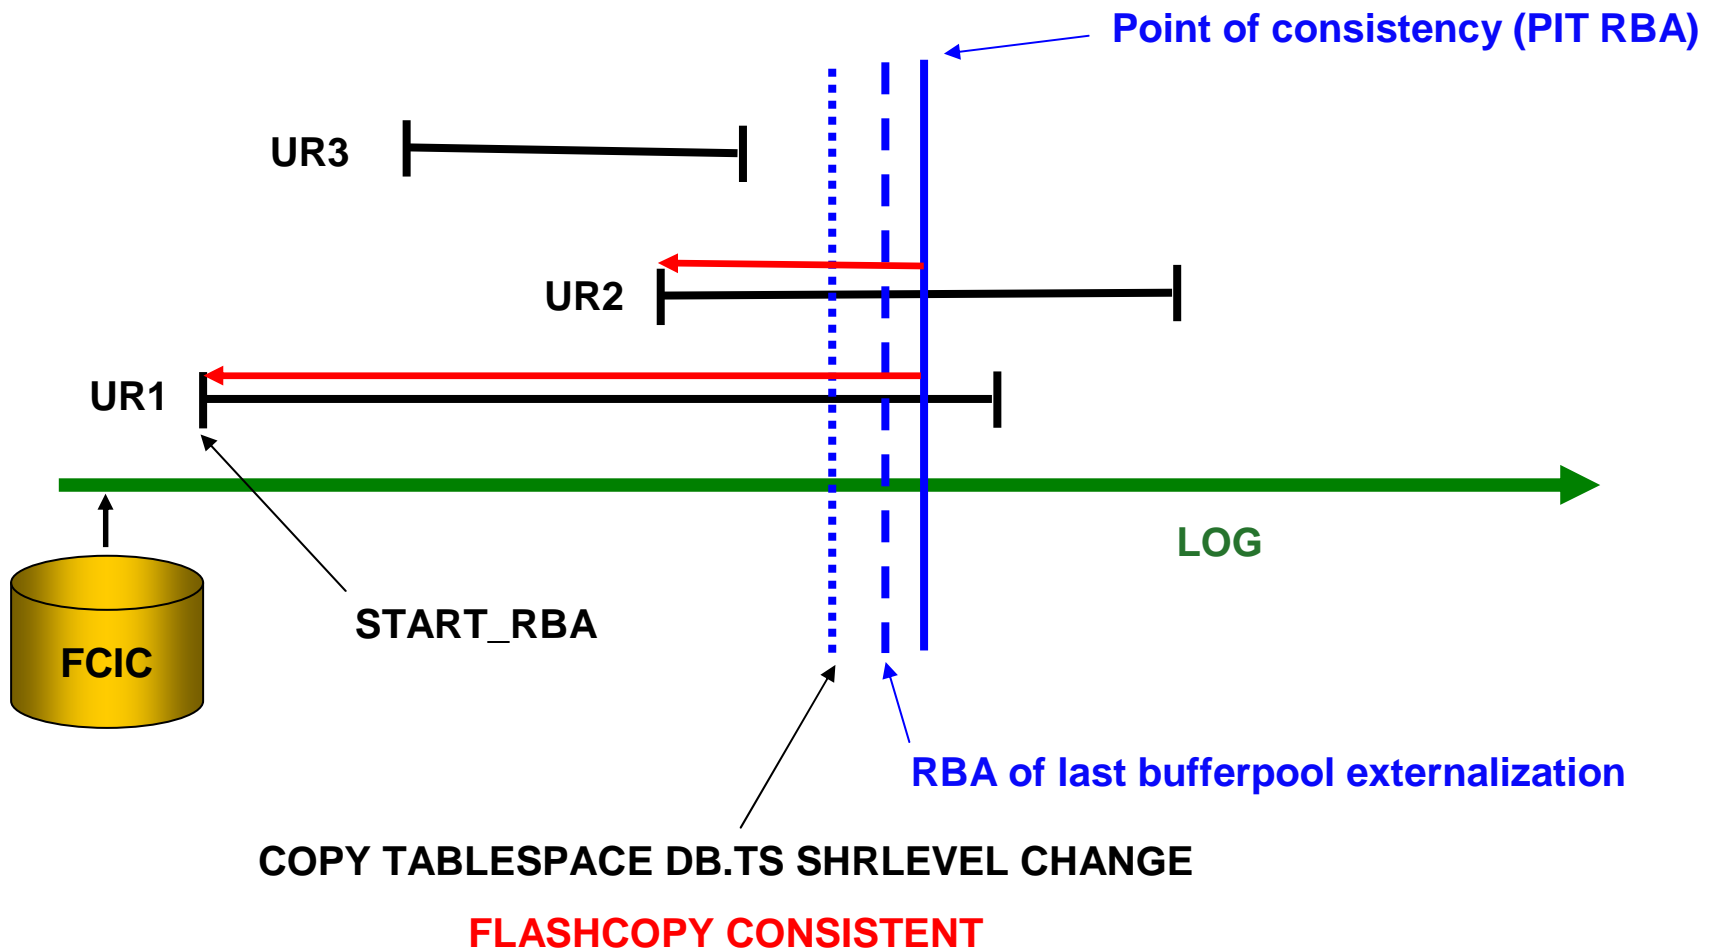 Point of consistency (PIT RBA)
UR3
UR2
UR1
LOG
START_RBA
FCIC
RBA of last bufferpool externalization
COPY TABLESPACE DB.TS SHRLEVEL CHANGE
FLASHCOPY CONSISTENT